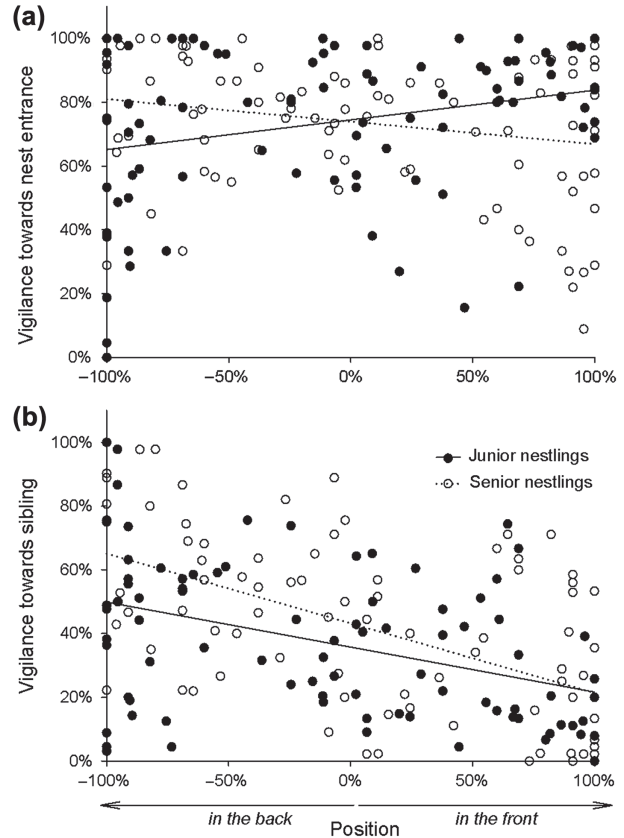 (a)
Vigilance towards nest entrance
100%
80%
60%
40%
20%
0%
−100%
−50%
0%
50%
100%
(b)
Vigilance towards sibling
100%
80%
60%
40%
20%
0%
Junior nestlings
Senior nestlings
−100%
−50%
0%
50%
100%
in the back
in the front
Position